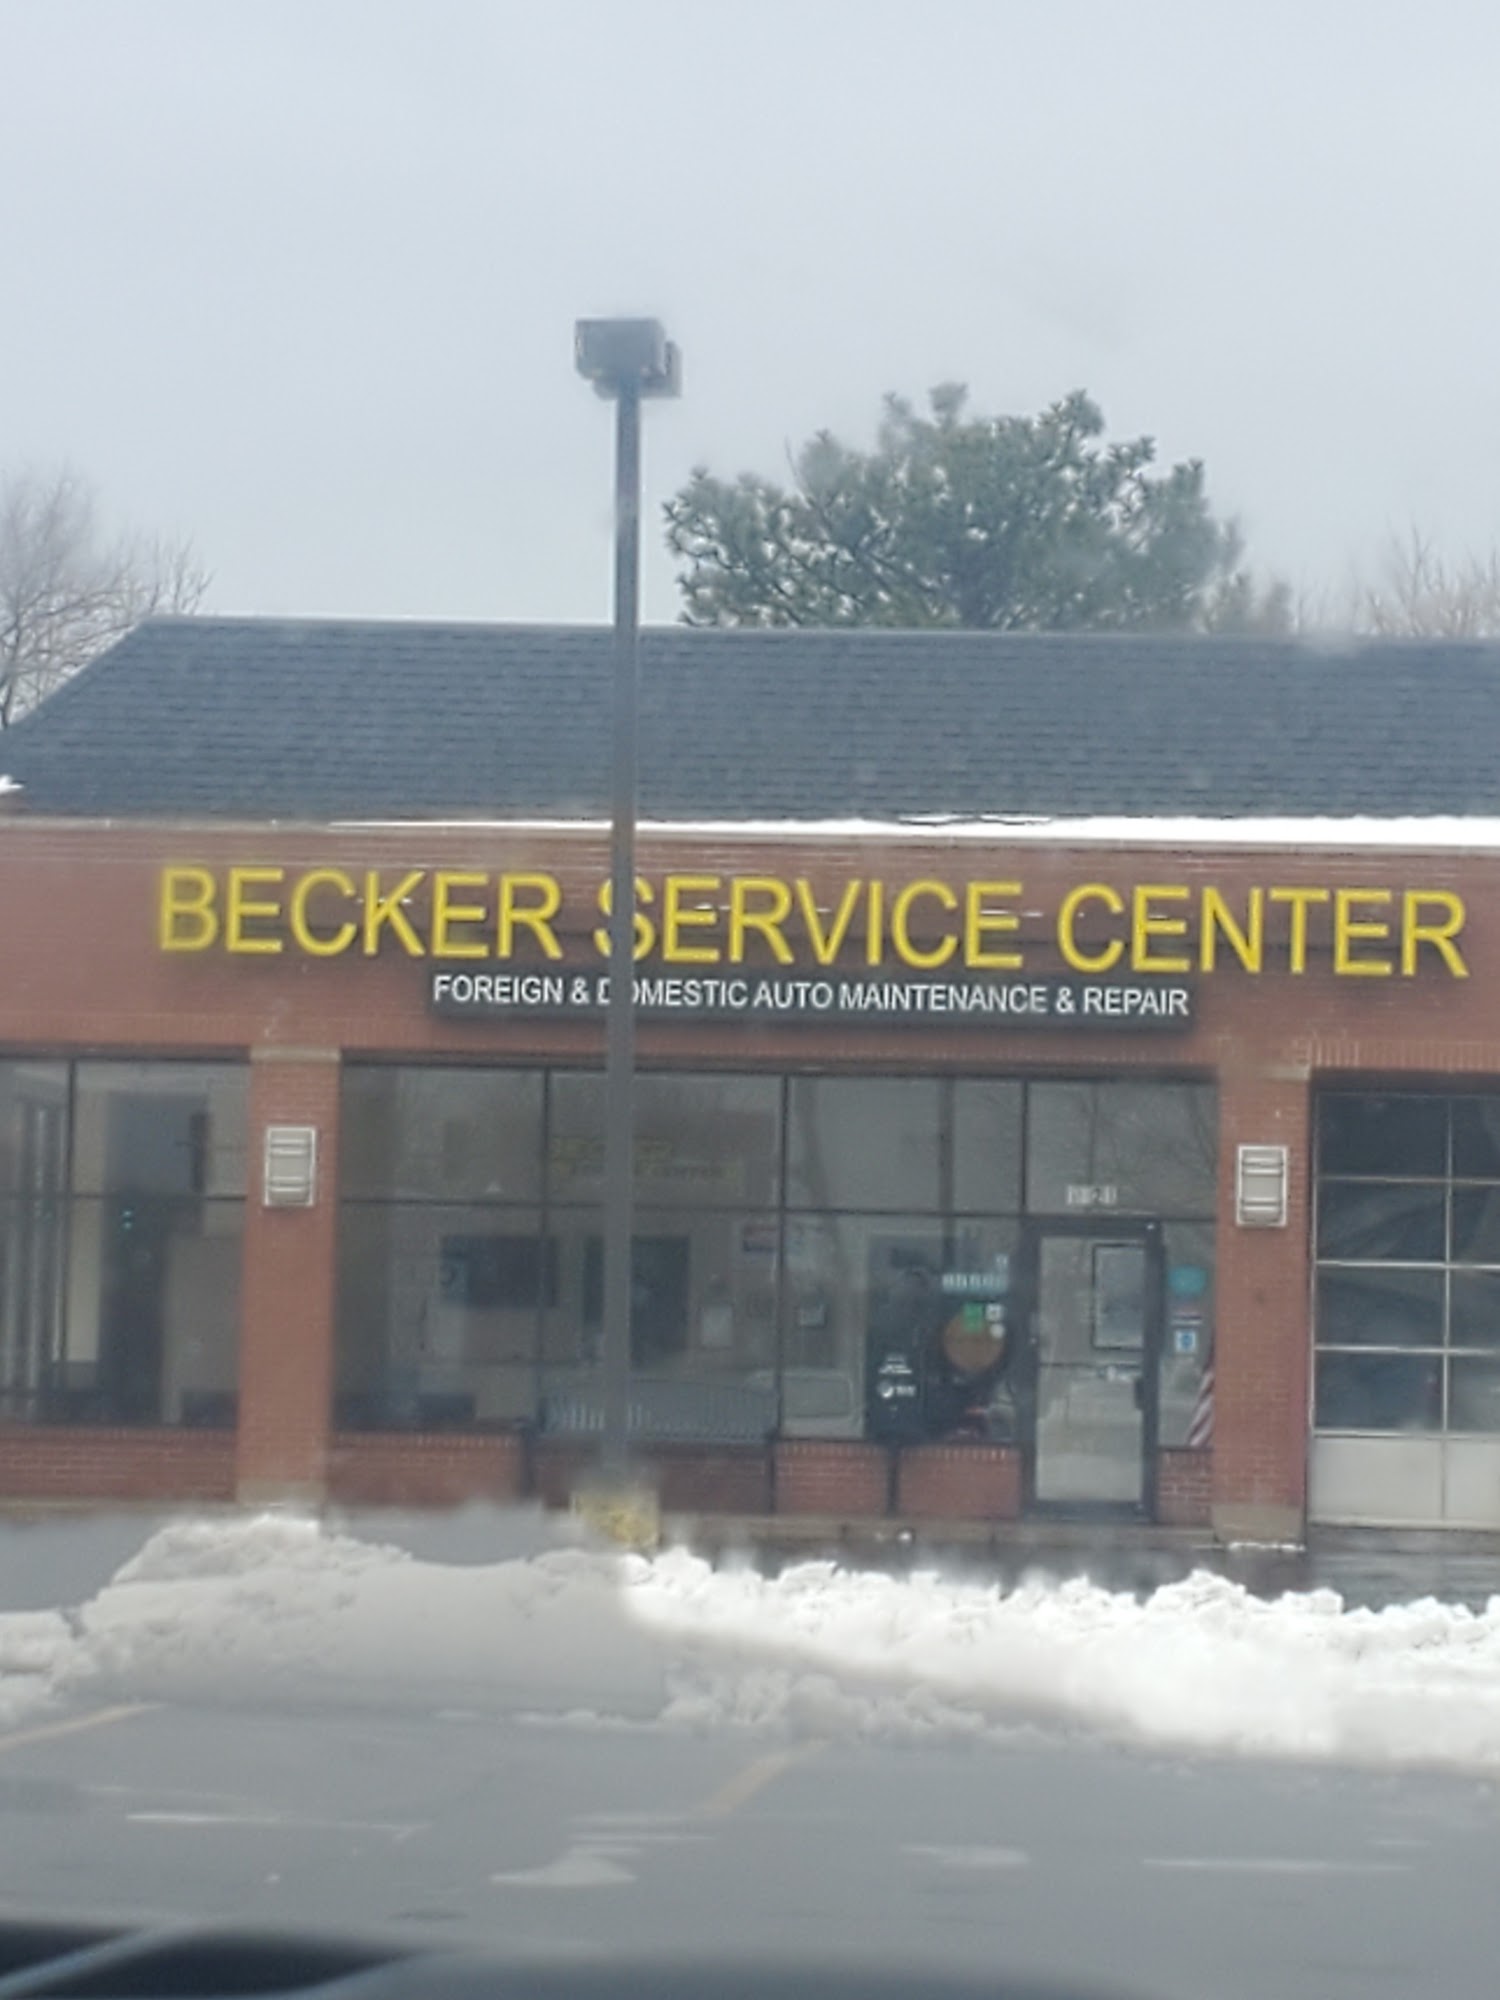 BECKER SERVICE CENTER
FOREIGN & DOMESTIC AUTO MAINTENANCE & REPAIR